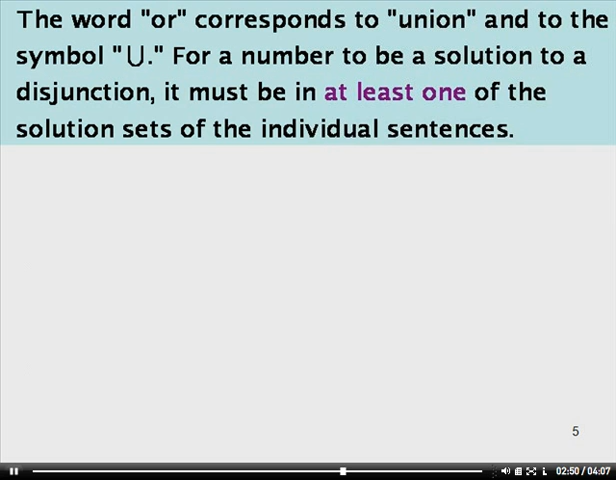 The word "or" corresponds to "union" and to the
symbol "∪." For a number to be a solution to a
disjunction, it must be in at least one of the
solution sets of the individual sentences.
5
02:50 / 04:07